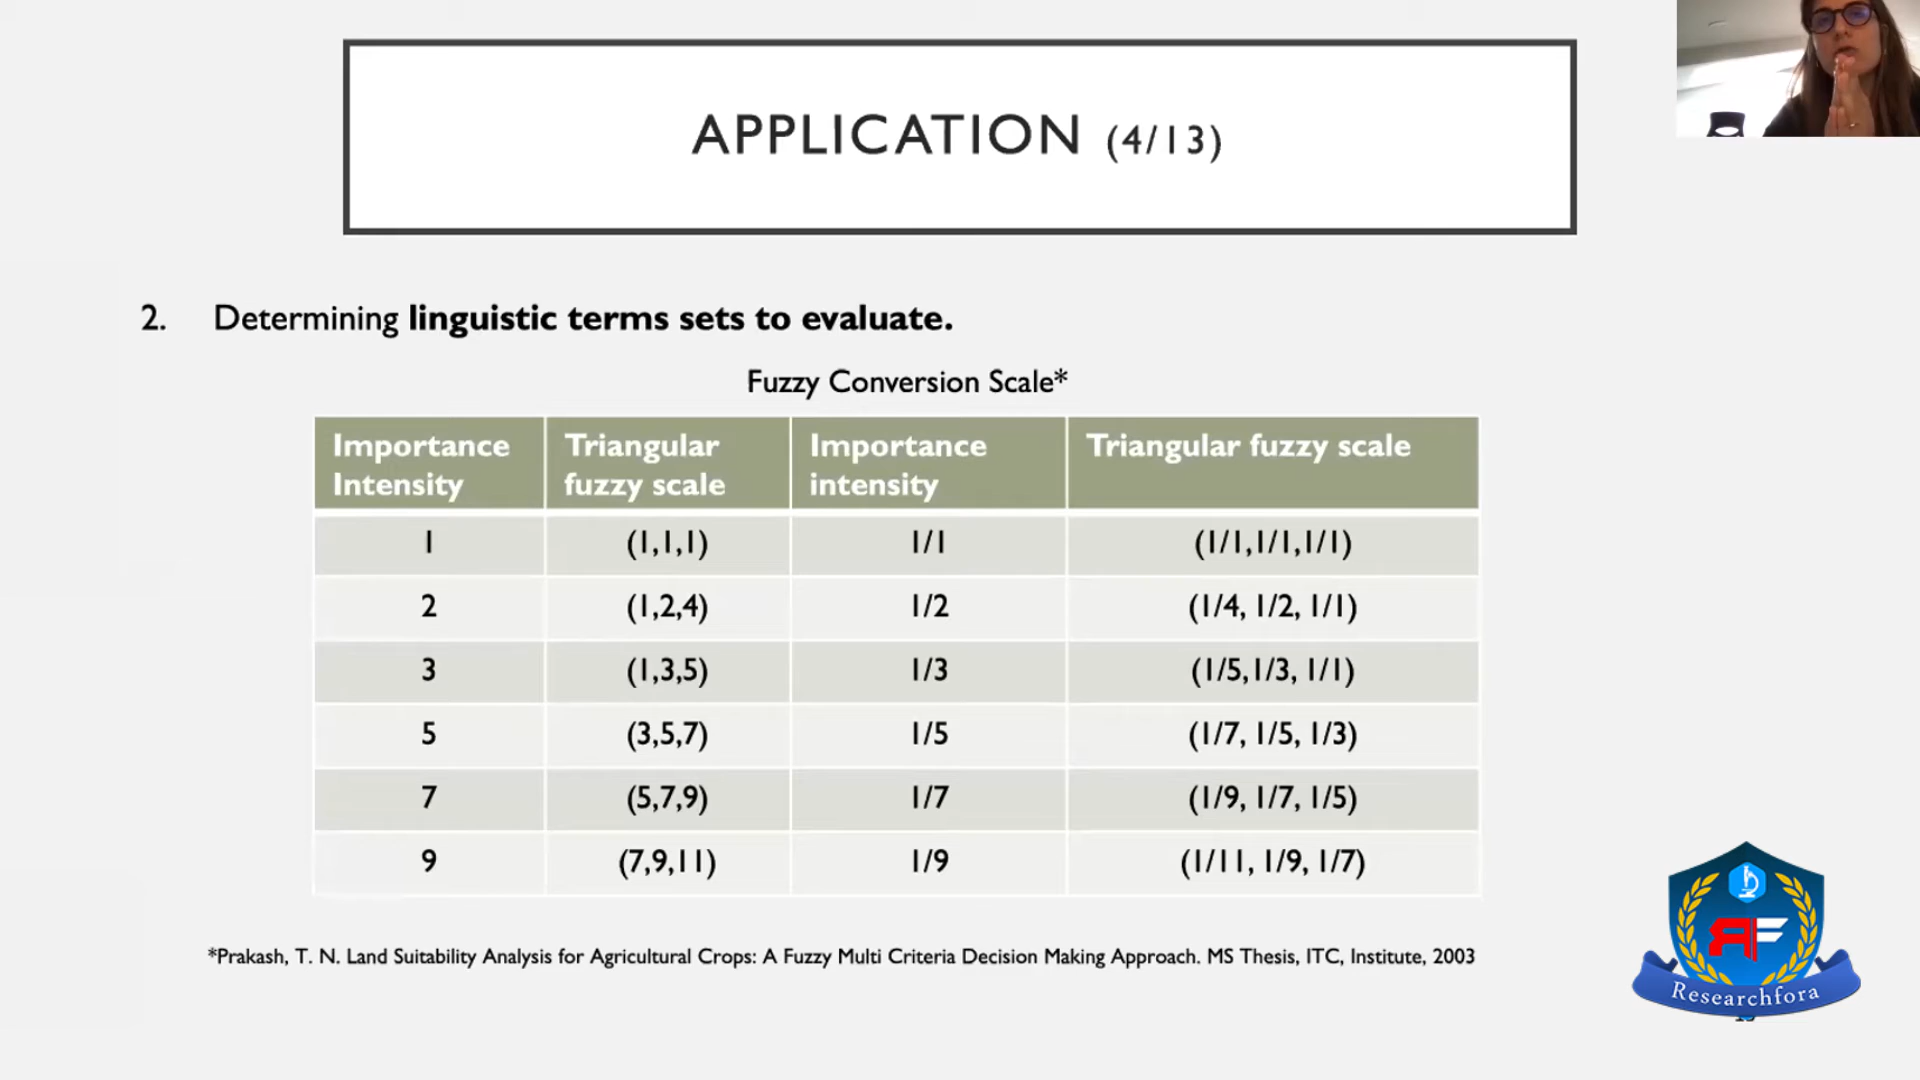 APPLICATION (4/13)
2. Determining linguistic terms sets to evaluate.
Fuzzy Conversion Scale*
Importance Intensity Triangular fuzzy scale Importance intensity Triangular fuzzy scale
1 (1,1,1) 1/1 (1/1,1/1,1/1)
2 (1,2,4) 1/2 (1/4, 1/2, 1/1)
3 (1,3,5) 1/3 (1/5,1/3, 1/1)
5 (3,5,7) 1/5 (1/7, 1/5, 1/3)
7 (5,7,9) 1/7 (1/9, 1/7, 1/5)
9 (7,9,11) 1/9 (1/11, 1/9, 1/7)
*Prakash, T. N. Land Suitability Analysis for Agricultural Crops: A Fuzzy Multi Criteria Decision Making Approach. MS Thesis, ITC, Institute, 2003
RF
Researchfora